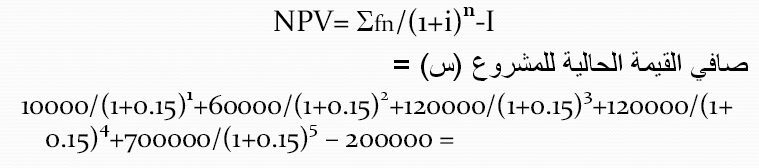 NPV= Σfn/(1+i)ⁿ-I
صافي القيمة الحالية للمشروع (س) =
10000/(1+0.15)¹+60000/(1+0.15)²+120000/(1+0.15)³+120000/(1+
0.15)⁴+700000/(1+0.15)⁵ – 200000 =